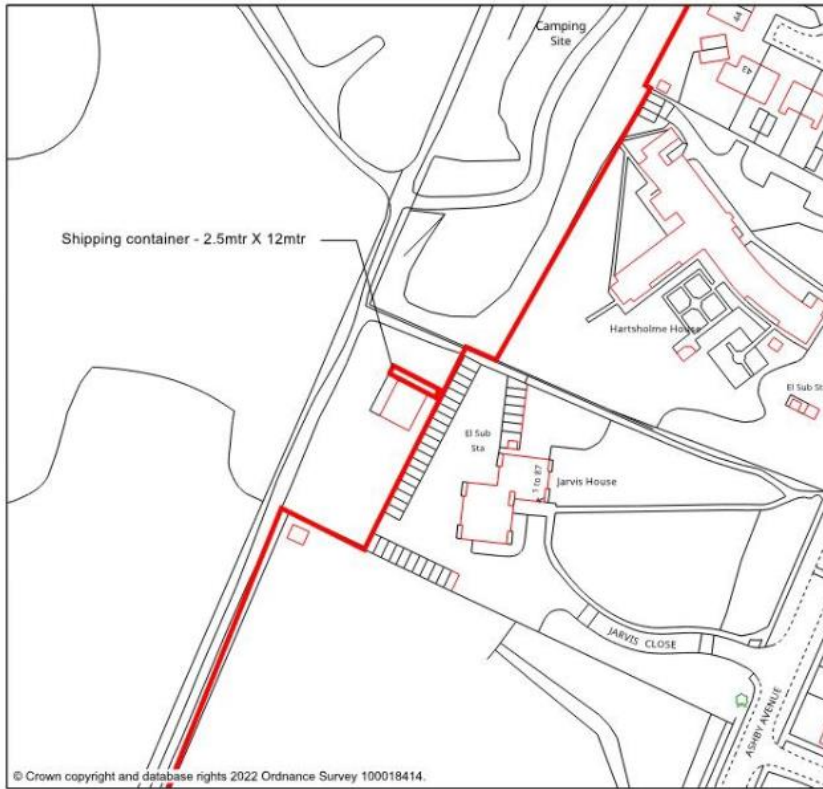 Camping
Site
44
43
Shipping container - 2.5mtr X 12mtr
Hartsholme House
El Sub St
El Sub
Sta
1 to 87
Jarvis House
JARVIS CLOSE
ASHBY AVENUE
© Crown copyright and database rights 2022 Ordnance Survey 100018414.